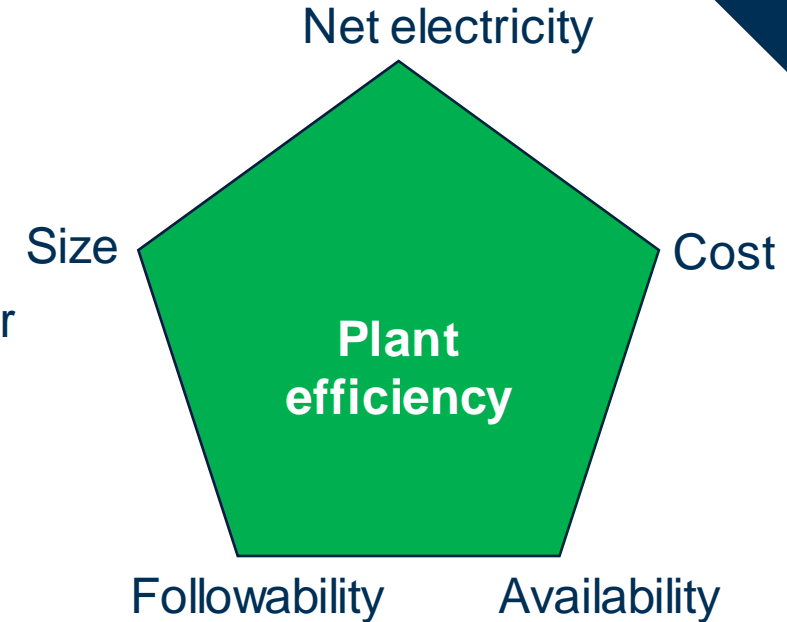 Net electricity
Size
Cost
r
Plant
efficiency
Followability
Availability